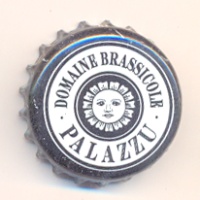 · DOMAINE BRASSICOLE ·
PALAZZU